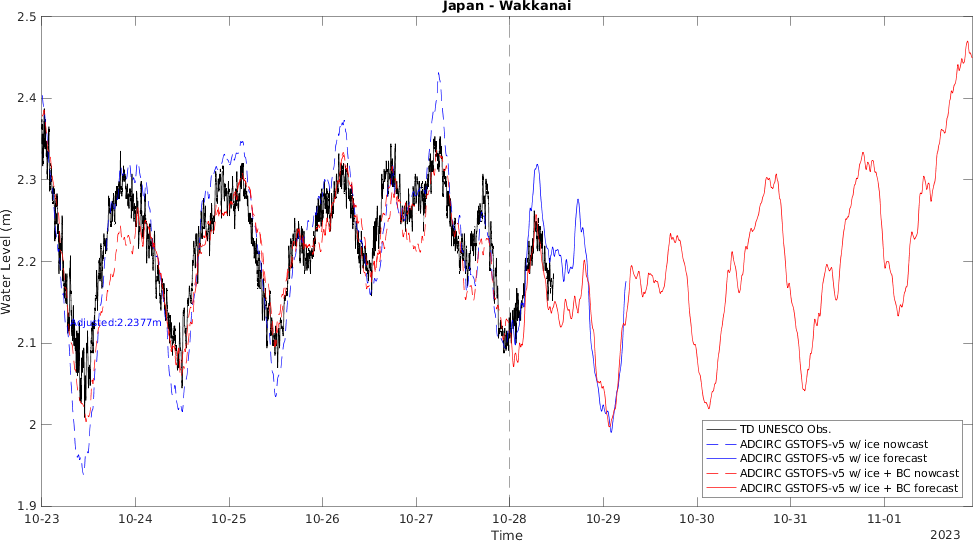 Japan - Wakkanai
2.5
2.4
2.3
2.2
2.1
2
1.9
Water Level (m)
Adjusted:2.2377m
TD UNESCO Obs.
ADCIRC GSTOFS-v5 w/ ice nowcast
ADCIRC GSTOFS-v5 w/ ice forecast
ADCIRC GSTOFS-v5 w/ ice + BC nowcast
ADCIRC GSTOFS-v5 w/ ice + BC forecast
10-23 10-24 10-25 10-26 10-27 10-28 10-29 10-30 10-31 11-01
Time
2023